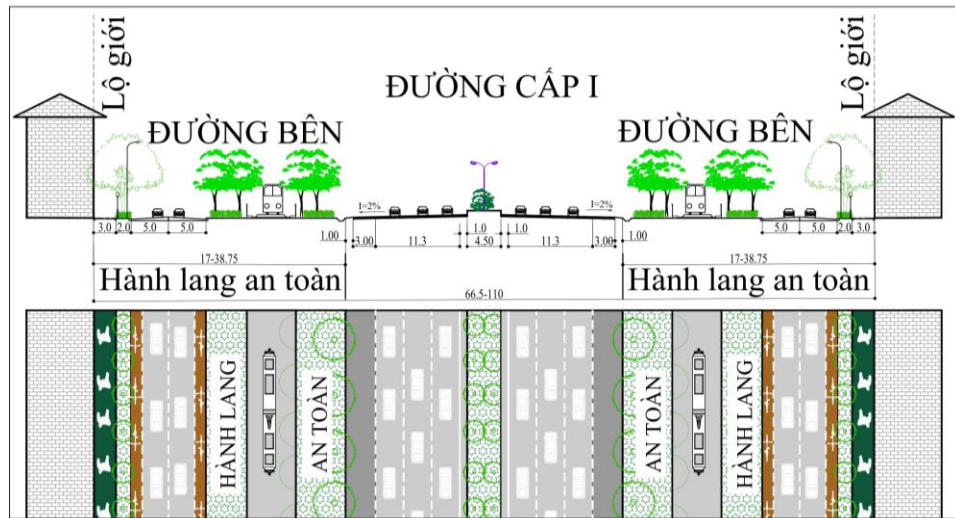 Lộ giới
Lộ giới
ĐƯỜNG CẤP I
ĐƯỜNG BÊN
ĐƯỜNG BÊN
I=2%
I=2%
3.0 2.0 5.0 5.0
1.00
3.00 11.3 1.0 4.50 1.0 11.3 3.00
1.00
5.0 5.0 2.0 3.0
17-38.75
17-38.75
Hành lang an toàn
Hành lang an toàn
66.5-110
HÀNH LANG
AN TOÀN
AN TOÀN
HÀNH LANG